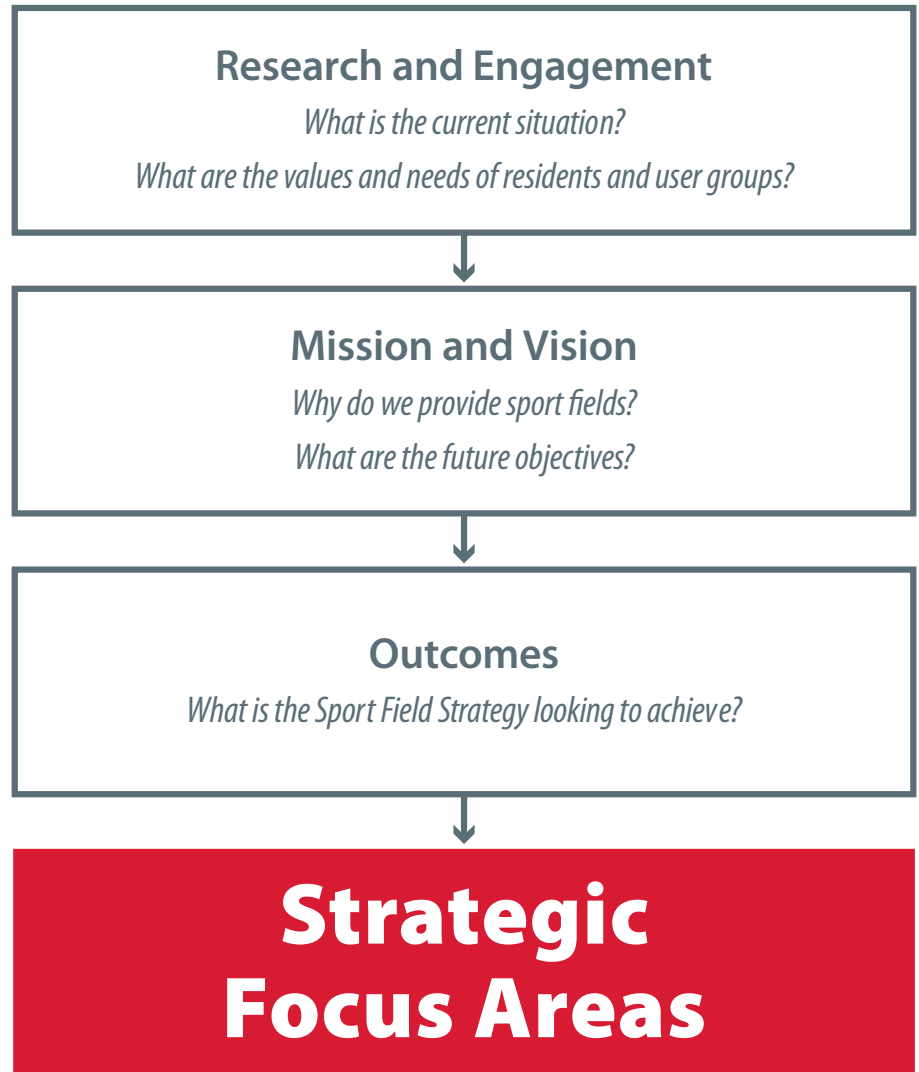 Research and Engagement
What is the current situation?
What are the values and needs of residents and user groups?
Mission and Vision
Why do we provide sport fields?
What are the future objectives?
Outcomes
What is the Sport Field Strategy looking to achieve?
Strategic
Focus Areas